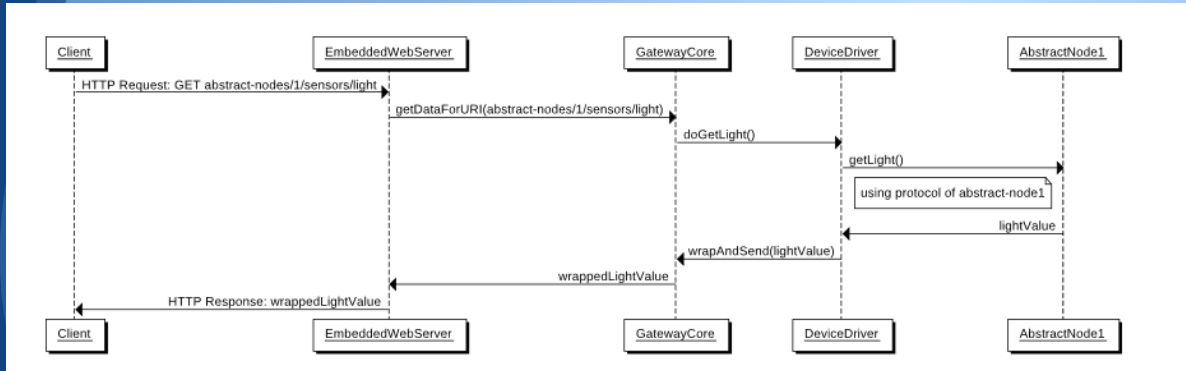 Client
EmbeddedWebServer
GatewayCore
DeviceDriver
AbstractNode1
HTTP Request: GET abstract-nodes/1/sensors/light
getDataForURI(abstract-nodes/1/sensors/light)
doGetLight()
getLight()
using protocol of abstract-node1
lightValue
wrapAndSend(lightValue)
wrappedLightValue
HTTP Response: wrappedLightValue
Client
EmbeddedWebServer
GatewayCore
DeviceDriver
AbstractNode1